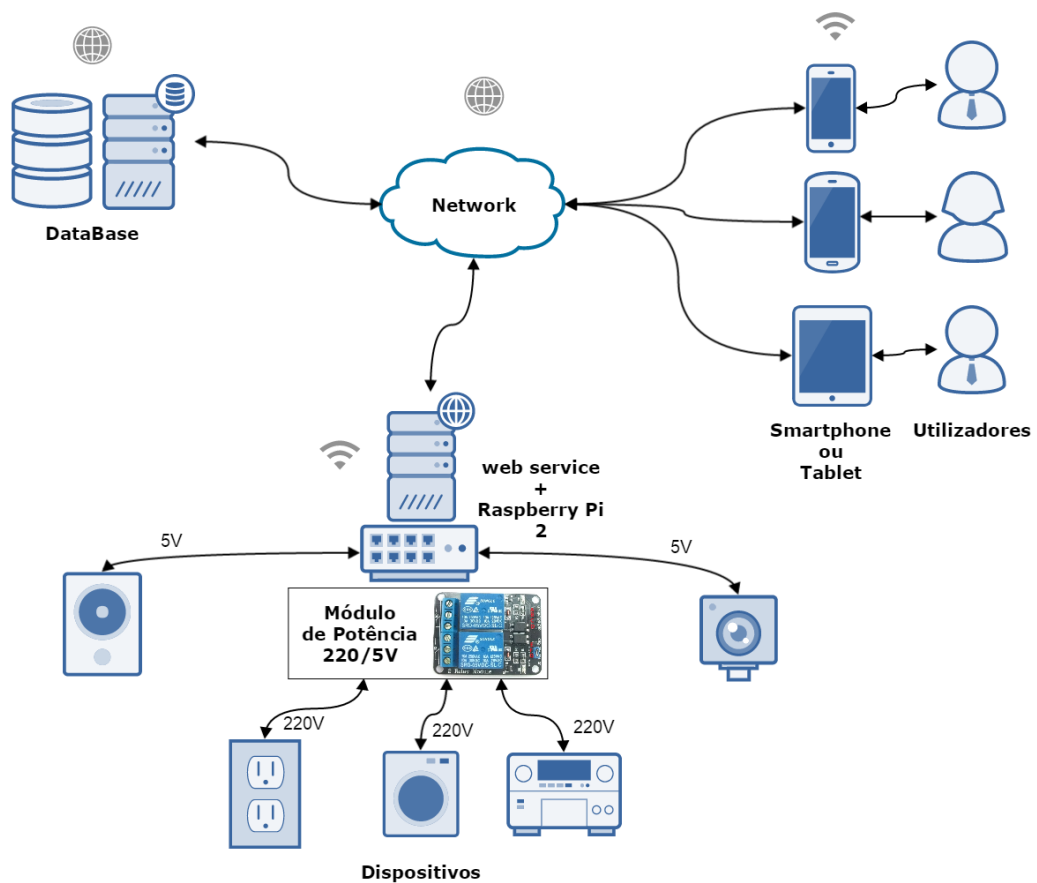 DataBase
Network
Smartphone
ou
Tablet
Utilizadores
web service
+
Raspberry Pi
2
5V
5V
Módulo
de Potência
220/5V
220V
220V
220V
Dispositivos